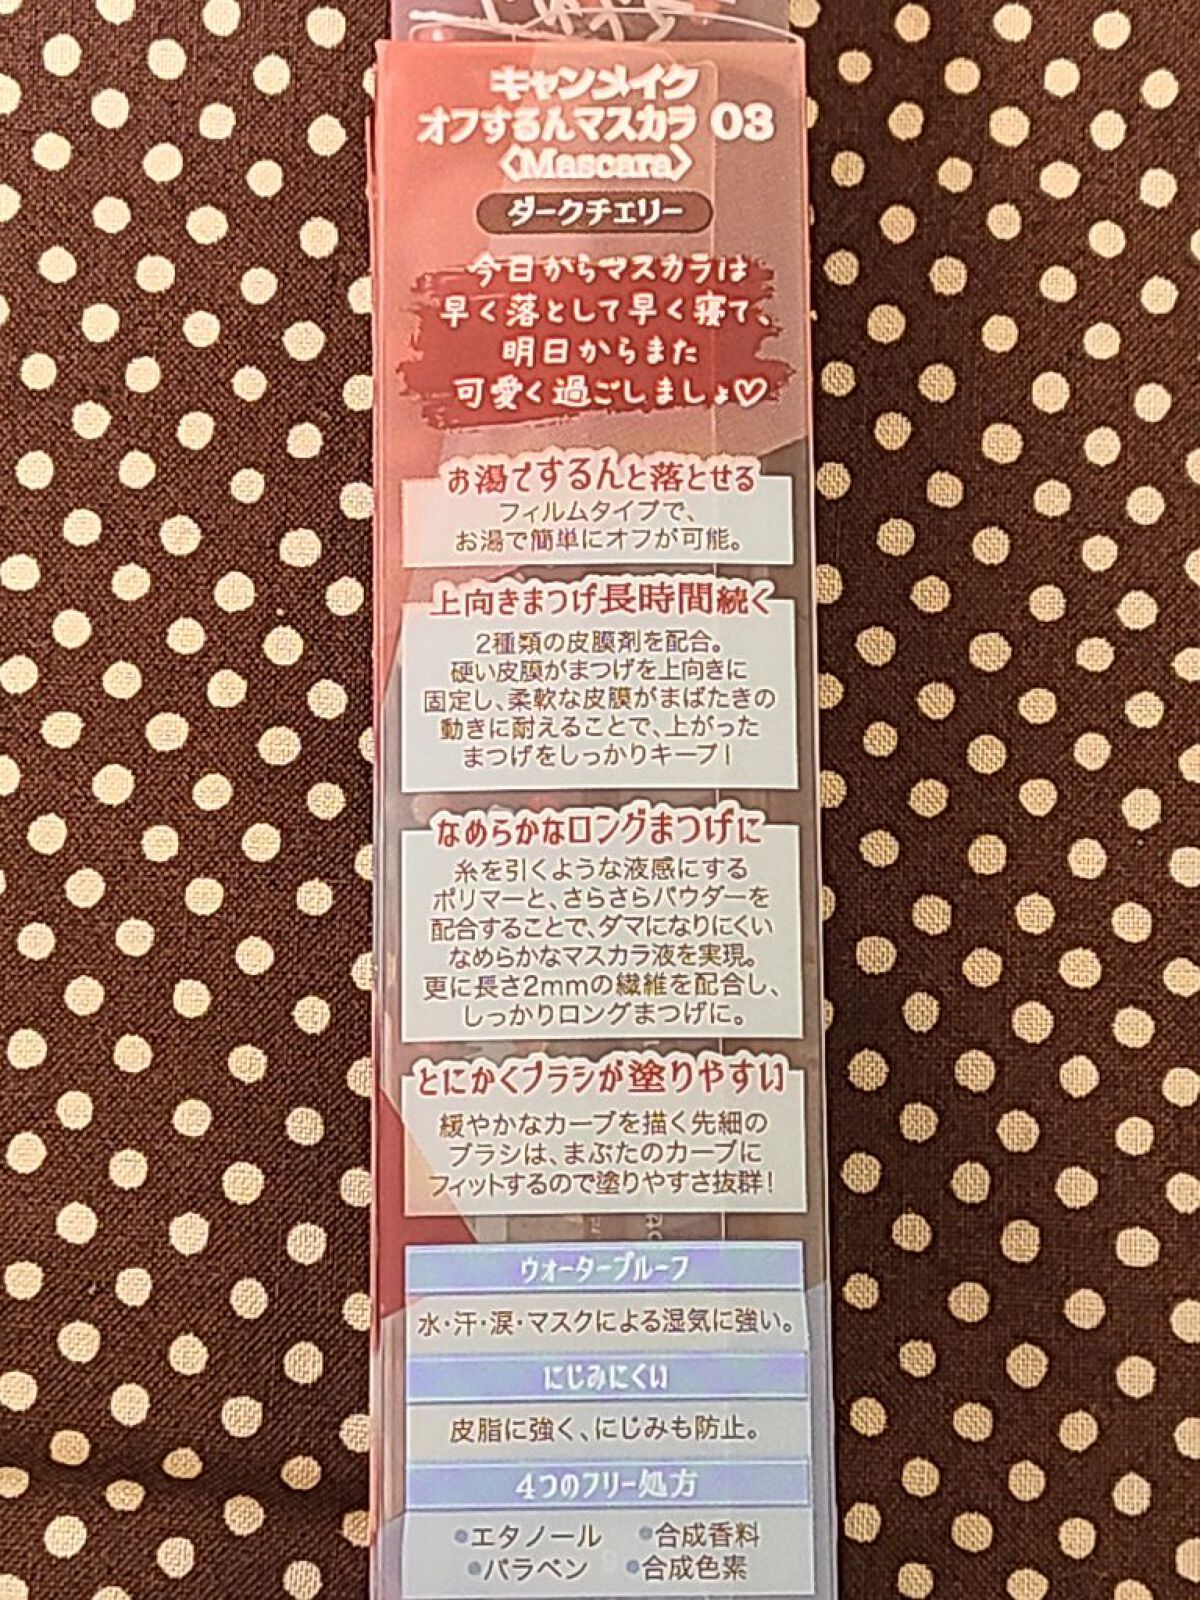 キャンメイク
オフするんマスカラ 03
〈Mascara〉
ダークチェリー
今日からマスカラは
早く落として早く寝て、
明日からまた
可愛く過ごしましょ♡
お湯でするんと落とせる
フィルムタイプで、
お湯で簡単にオフが可能。
上向きまつげ長時間続く
2種類の皮膜剤を配合。
硬い皮膜がまつげを上向きに
固定し、柔軟な皮膜がまばたきの
動きに耐えることで、上がった
まつげをしっかりキープ!
なめらかなロングまつげに
糸を引くような液感にする
ポリマーと、さらさらパウダーを
配合することで、ダマになりにくい
なめらかなマスカラ液を実現。
更に長さ2mmの繊維を配合し、
しっかりロングまつげに。
とにかくブラシが塗りやすい
緩やかなカーブを描く先細の
ブラシは、まぶたのカーブに
フィットするので塗りやすさ抜群!
ウォータープルーフ
水・汗・涙・マスクによる湿気に強い。
にじみにくい
皮脂に強く、にじみも防止。
4つのフリー処方
●エタノール ●合成香料
●パラベン ●合成色素